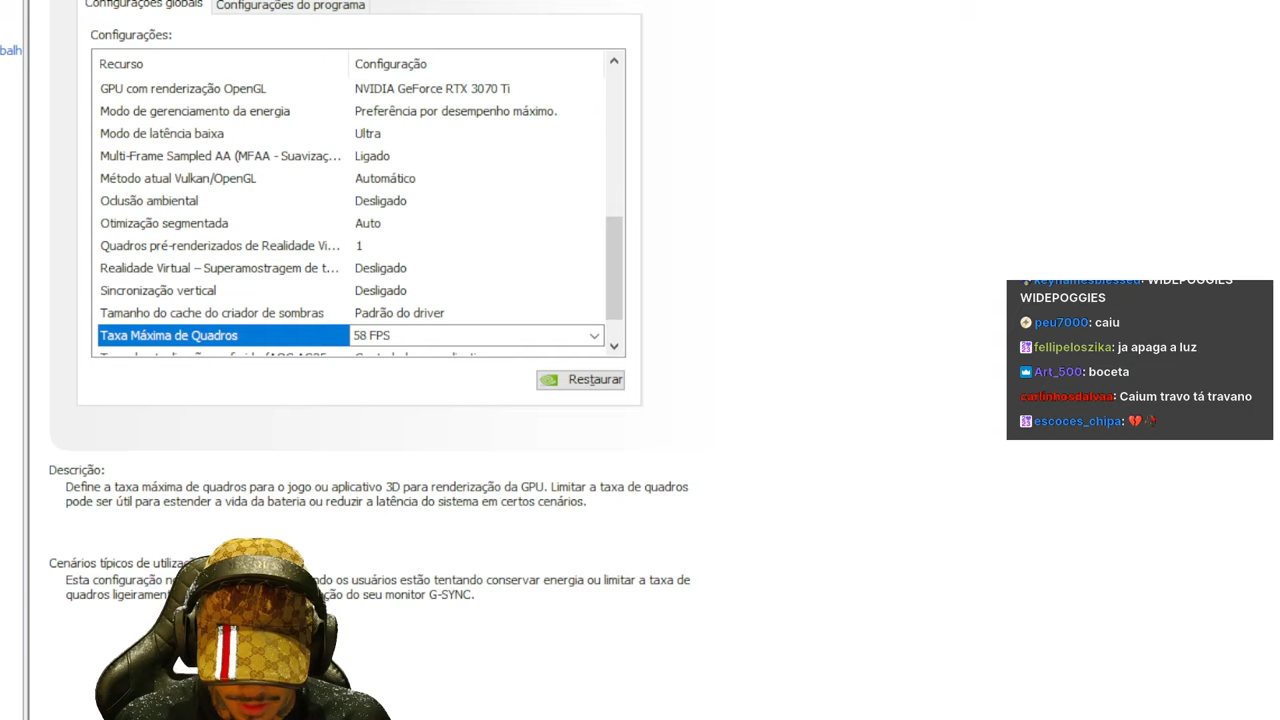 Configurações globais
Configurações do programa
balh
Configurações:
Recurso Configuração
GPU com renderização OpenGL NVIDIA GeForce RTX 3070 Ti
Modo de gerenciamento da energia Preferência por desempenho máximo.
Modo de latência baixa Ultra
Multi-Frame Sampled AA (MFAA - Suavizaç... Ligado
Método atual Vulkan/OpenGL Automático
Oclusão ambiental Desligado
Otimização segmentada Auto
Quadros pré-renderizados de Realidade Vi... 1
Realidade Virtual – Superamostragem de t... Desligado
Sincronização vertical Desligado
Tamanho do cache do criador de sombras Padrão do driver
Taxa Máxima de Quadros 58 FPS
Restaurar
Descrição:
Define a taxa máxima de quadros para o jogo ou aplicativo 3D para renderização da GPU. Limitar a taxa de quadros
pode ser útil para estender a vida da bateria ou reduzir a latência do sistema em certos cenários.
Cenários típicos de
Esta configuração os usuários estão tentando conservar energia ou limitar a taxa de
quadros do seu monitor G-SYNC.
keynamesblessed: WIDEPOGGIES
WIDEPOGGIES
peu7000: caiu
fellipeloszika: ja apaga a luz
Art_500: boceta
carlinhosdalvaa: Caium travo tá travano
escoces_chipa: 💔🥀